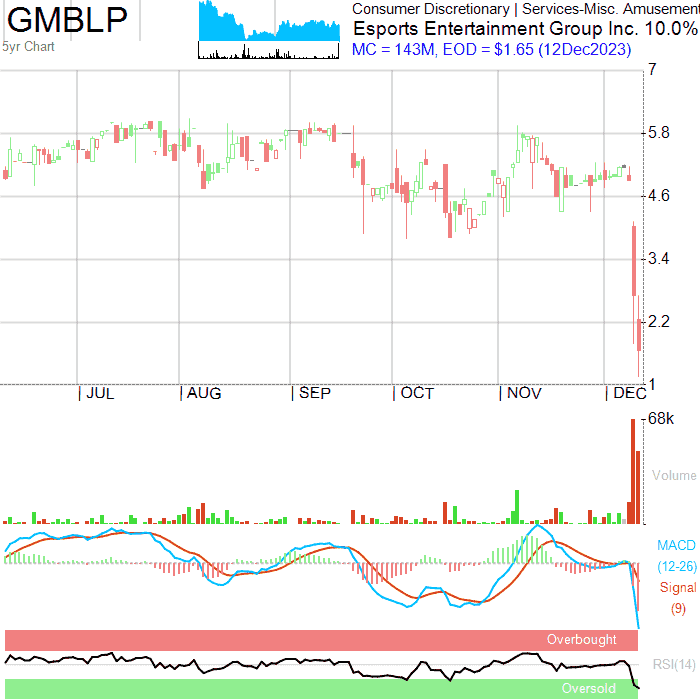 GMBLP
5yr Chart
Consumer Discretionary | Services-Misc. Amusement
Esports Entertainment Group Inc. 10.0%
MC = 143M, EOD = $1.65 (12Dec2023)
7
5.8
4.6
3.4
2.2
1
JUL
AUG
SEP
OCT
NOV
DEC
68k
Volume
MACD
(12-26)
Signal
(9)
Overbought
RSI(14)
Oversold